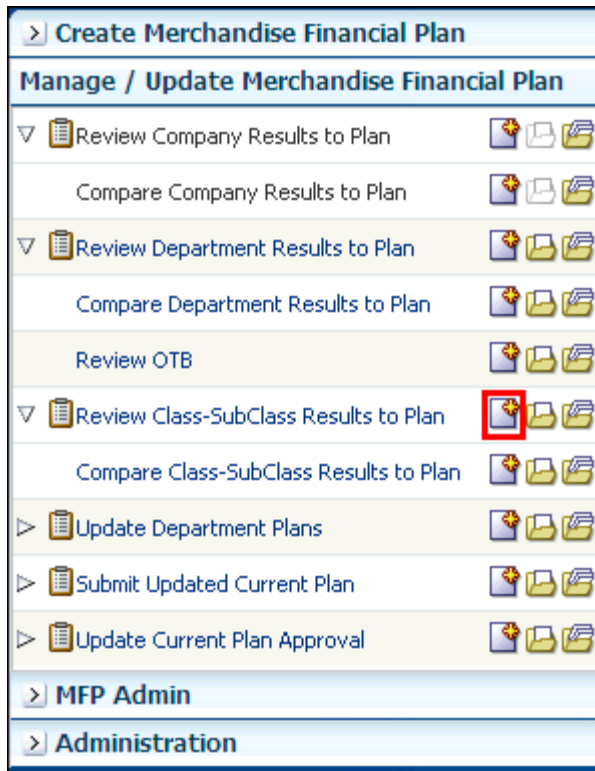 Create Merchandise Financial Plan
Manage / Update Merchandise Financial Plan
Review Company Results to Plan
Compare Company Results to Plan
Review Department Results to Plan
Compare Department Results to Plan
Review OTB
Review Class-SubClass Results to Plan
Compare Class-SubClass Results to Plan
Update Department Plans
Submit Updated Current Plan
Update Current Plan Approval
MFP Admin
Administration